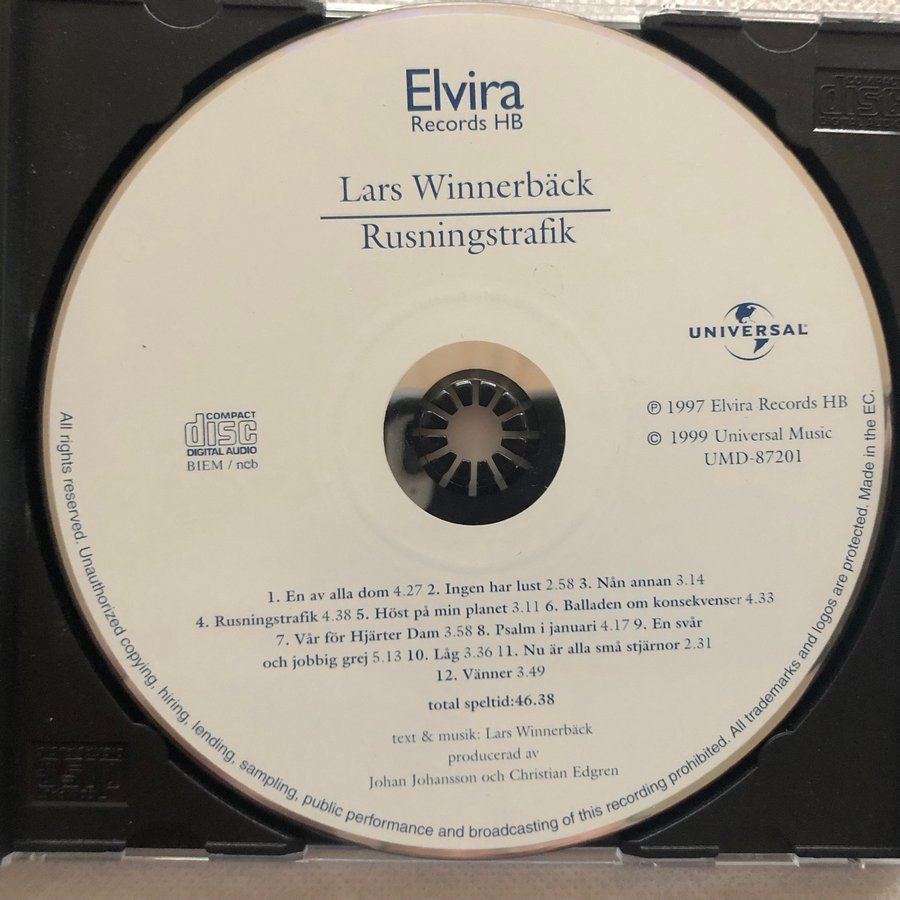 Elvira
Records HB
Lars Winnerbäck
Rusningstrafik
UNIVERSAL
COMPACT
disc
DIGITAL AUDIO
BIEM / ncb
℗ 1997 Elvira Records HB
© 1999 Universal Music
UMD-87201
1. En av alla dom 4.27 2. Ingen har lust 2.58 3. Nån annan 3.14
4. Rusningstrafik 4.38 5. Höst på min planet 3.11 6. Balladen om konsekvenser 4.33
7. Vår för Hjärter Dam 3.58 8. Psalm i januari 4.17 9. En svår
och jobbig grej 5.13 10. Låg 3.36 11. Nu är alla små stjärnor 2.31
12. Vänner 3.49
total speltid:46.38
text & musik: Lars Winnerbäck
producerad av
Johan Johansson och Christian Edgren
All rights reserved. Unauthorized copying, hiring, lending, sampling, public performance and broadcasting of this recording prohibited. All trademarks and logos are protected. Made in the EC.